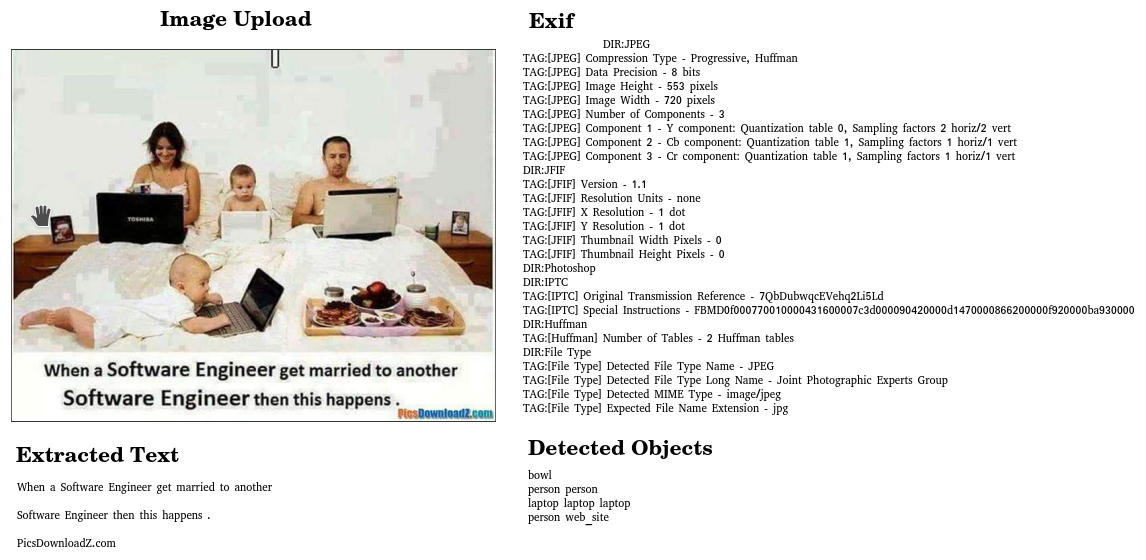 Image Upload
TOSHIBA
When a Software Engineer get married to another
Software Engineer then this happens .
PicsDownloadZ.com
Extracted Text
When a Software Engineer get married to another
Software Engineer then this happens .
PicsDownloadZ.com
Exif
DIR:JPEG
TAG:[JPEG] Compression Type - Progressive, Huffman
TAG:[JPEG] Data Precision - 8 bits
TAG:[JPEG] Image Height - 553 pixels
TAG:[JPEG] Image Width - 720 pixels
TAG:[JPEG] Number of Components - 3
TAG:[JPEG] Component 1 - Y component: Quantization table 0, Sampling factors 2 horiz/2 vert
TAG:[JPEG] Component 2 - Cb component: Quantization table 1, Sampling factors 1 horiz/1 vert
TAG:[JPEG] Component 3 - Cr component: Quantization table 1, Sampling factors 1 horiz/1 vert
DIR:JFIF
TAG:[JFIF] Version - 1.1
TAG:[JFIF] Resolution Units - none
TAG:[JFIF] X Resolution - 1 dot
TAG:[JFIF] Y Resolution - 1 dot
TAG:[JFIF] Thumbnail Width Pixels - 0
TAG:[JFIF] Thumbnail Height Pixels - 0
DIR:Photoshop
DIR:IPTC
TAG:[IPTC] Original Transmission Reference - 7QbDubwqcEVehq2Li5Ld
TAG:[IPTC] Special Instructions - FBMD0f000770010000431600007c3d000090420000d1470000866200000f920000ba930000
DIR:Huffman
TAG:[Huffman] Number of Tables - 2 Huffman tables
DIR:File Type
TAG:[File Type] Detected File Type Name - JPEG
TAG:[File Type] Detected File Type Long Name - Joint Photographic Experts Group
TAG:[File Type] Detected MIME Type - image/jpeg
TAG:[File Type] Expected File Name Extension - jpg
Detected Objects
bowl
person person
laptop laptop laptop
person web_site